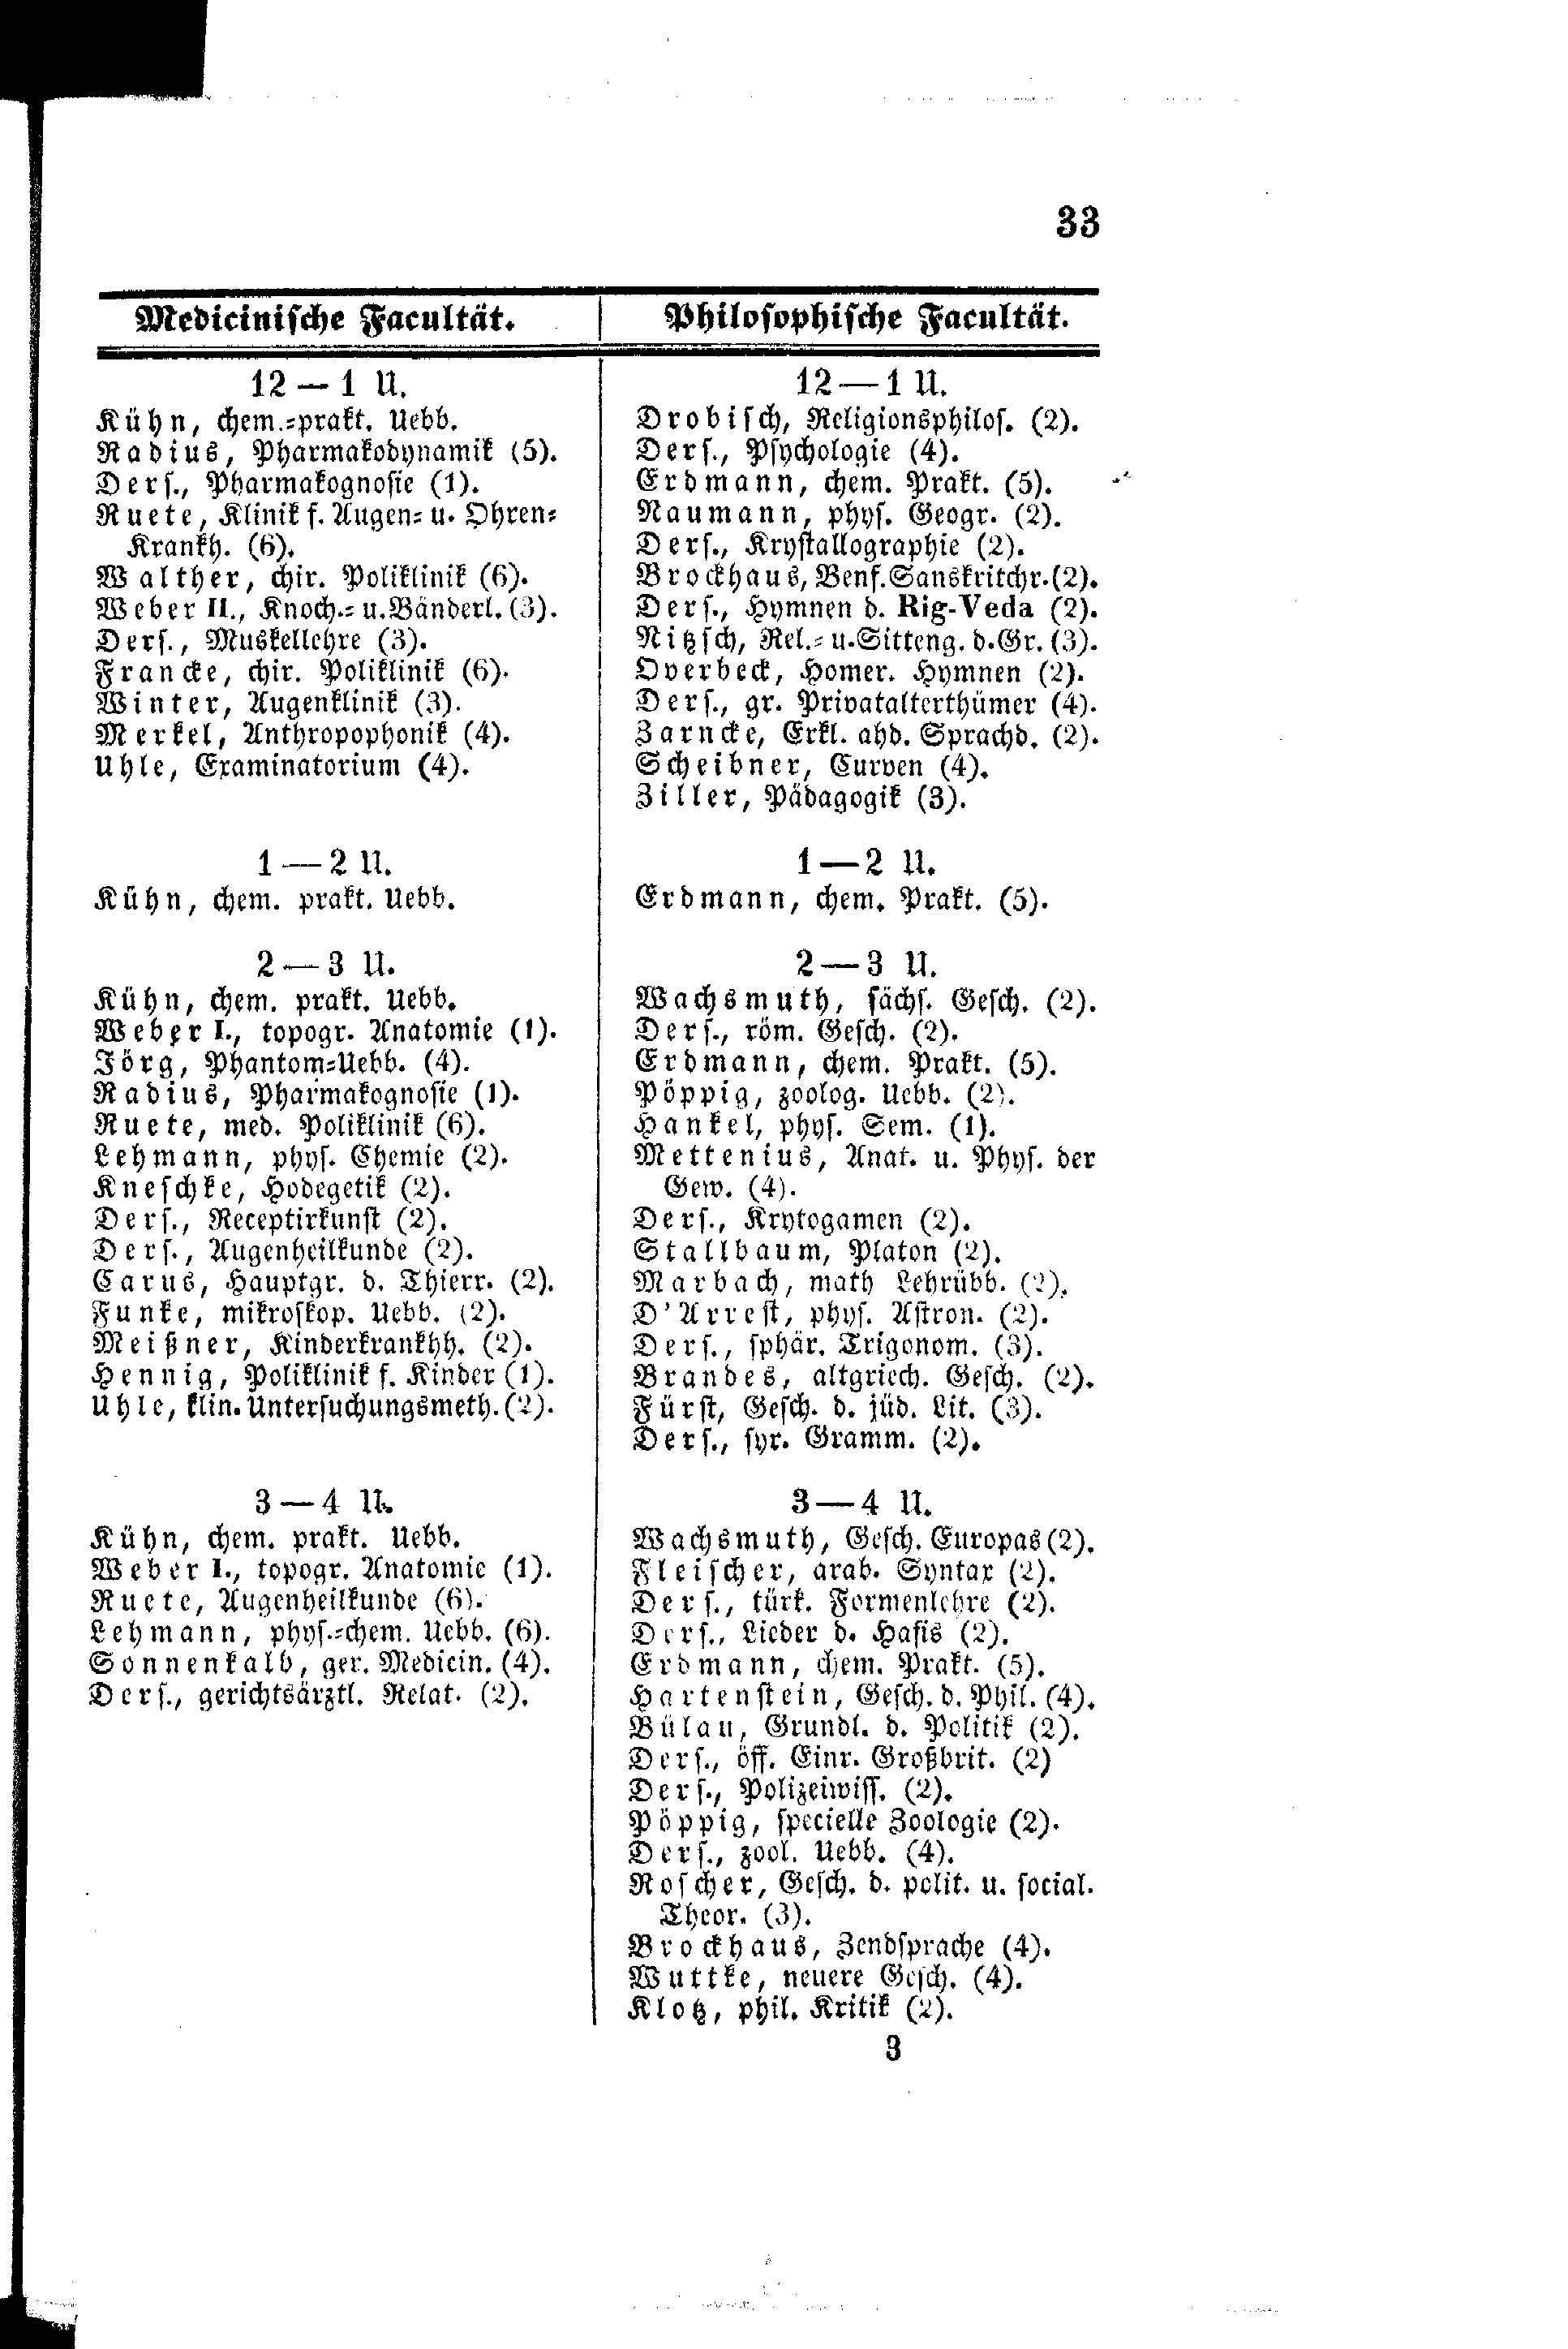 33
Medicinische Facultät.
12 — 1 U.
Kühn, chem.-prakt. Uebb.
Radius, Pharmakodynamik (5).
Ders., Pharmakognosie (1).
Ruete, Klinik f. Augen- u. Ohren-
Krankh. (6).
Walther, chir. Poliklinik (6).
Weber II., Knoch.- u. Bänderl. (3).
Ders., Muskellehre (3).
Francke, chir. Poliklinik (6).
Winter, Augenklinik (3).
Merkel, Anthropophonik (4).
Uhle, Examinatorium (4).
1 — 2 U.
Kühn, chem. prakt. Uebb.
2 — 3 U.
Kühn, chem. prakt. Uebb.
Weber I., topogr. Anatomie (1).
Jörg, Phantom-Uebb. (4).
Radius, Pharmakognosie (1).
Ruete, med. Poliklinik (6).
Lehmann, phys. Chemie (2).
Kneschke, Hodegetik (2).
Ders., Receptirkunst (2).
Ders., Augenheilkunde (2).
Carus, Hauptgr. d. Thierr. (2).
Funke, mikroskop. Uebb. (2).
Meißner, Kinderkrankhh. (2).
Hennig, Poliklinik f. Kinder (1).
Uhle, klin. Untersuchungsmeth. (2).
3 — 4 U.
Kühn, chem. prakt. Uebb.
Weber I., topogr. Anatomie (1).
Ruete, Augenheilkunde (6).
Lehmann, phys.-chem. Uebb. (6).
Sonnenkalb, ger. Medicin. (4).
Ders., gerichtsärztl. Relat. (2).
Philosophische Facultät.
12 — 1 U.
Drobisch, Religionsphilos. (2).
Ders., Psychologie (4).
Erdmann, chem. Prakt. (5).
Naumann, phys. Geogr. (2).
Ders., Krystallographie (2).
Brockhaus, Benf. Sanskritchr. (2).
Ders., Hymnen d. Rig-Veda (2).
Nitzsch, Rel.- u. Sitteng. d. Gr. (3).
Overbeck, Homer. Hymnen (2).
Ders., gr. Privatalterthümer (4).
Zarncke, Erkl. ahd. Sprachd. (2).
Scheibner, Curven (4).
Ziller, Pädagogik (3).
1 — 2 U.
Erdmann, chem. Prakt. (5).
2 — 3 U.
Wachsmuth, sächs. Gesch. (2).
Ders., röm. Gesch. (2).
Erdmann, chem. Prakt. (5).
Pöppig, zoolog. Uebb. (2).
Hankel, phys. Sem. (1).
Mettenius, Anat. u. Phys. der
Gew. (4).
Ders., Krytogamen (2).
Stallbaum, Platon (2).
Marbach, math Lehrübb. (2).
D'Arrest, phys. Astron. (2).
Ders., sphär. Trigonom. (3).
Brandes, altgriech. Gesch. (2).
Fürst, Gesch. d. jüd. Lit. (3).
Ders., syr. Gramm. (2).
3 — 4 U.
Wachsmuth, Gesch. Europas (2).
Fleischer, arab. Syntax (2).
Ders., türk. Formenlehre (2).
Ders., Lieder d. Hafis (2).
Erdmann, chem. Prakt. (5).
Hartenstein, Gesch. d. Phil. (4).
Bülau, Grundl. d. Politik (2).
Ders., öff. Einr. Großbrit. (2)
Ders., Polizeiwiss. (2).
Pöppig, specielle Zoologie (2).
Ders., zool. Uebb. (4).
Roscher, Gesch. d. polit. u. social.
Theor. (3).
Brockhaus, Zendsprache (4).
Wuttke, neuere Gesch. (4).
Klotz, phil. Kritik (2).
3